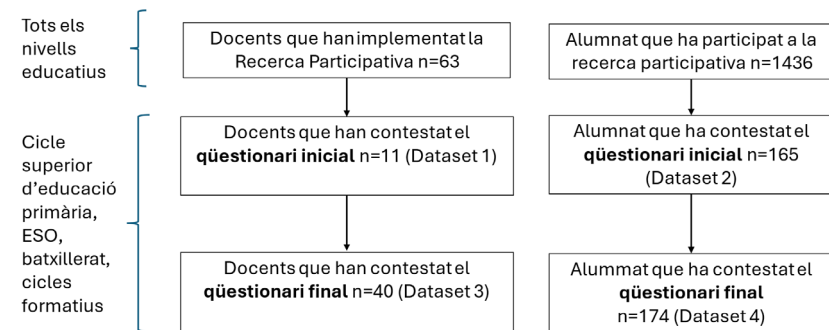 Tots els
nivells
educatius
Docents que han implementat la
Recerca Participativa n=63
Alumnat que ha participat a la
recerca participativa n=1436
Cicle
superior
d'educació
primària,
ESO,
batxillerat,
cicles
formatius
Docents que han contestat el
qüestionari inicial n=11 (Dataset 1)
Alumnat que ha contestat el
qüestionari inicial n=165
(Dataset 2)
Docents que han contestat el
qüestionari final n=40 (Dataset 3)
Alummat que ha contestat el
qüestionari final
n=174 (Dataset 4)